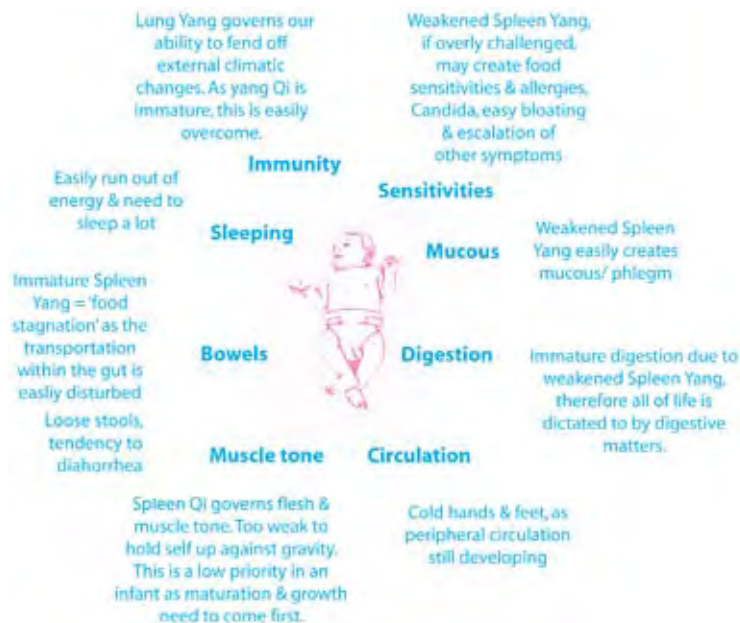 Lung Yang governs our
ability to fend off
external climatic
changes. As yang Qi is
immature, this is easily
overcome.
Immunity
Weakened Spleen Yang,
if overly challenged,
may create food
sensitivities & allergies,
Candida, easy bloating
& escalation of
other symptoms
Sensitivities
Easily run out of
energy & need to
sleep a lot
Sleeping
Mucous
Weakened Spleen
Yang easily creates
mucous/ phlegm
Immature Spleen
Yang = 'food
stagnation' as the
transportation
within the gut is
easliy disturbed
Loose stools,
tendency to
diahorrhea
Bowels
Digestion
Immature digestion due to
weakened Spleen Yang,
therefore all of life is
dictated to by digestive
matters.
Muscle tone
Spleen Qi governs flesh &
muscle tone. Too weak to
hold self up against gravity.
This is a low priority in an
infant as maturation & growth
need to come first.
Circulation
Cold hands & feet, as
peripheral circulation
still developing